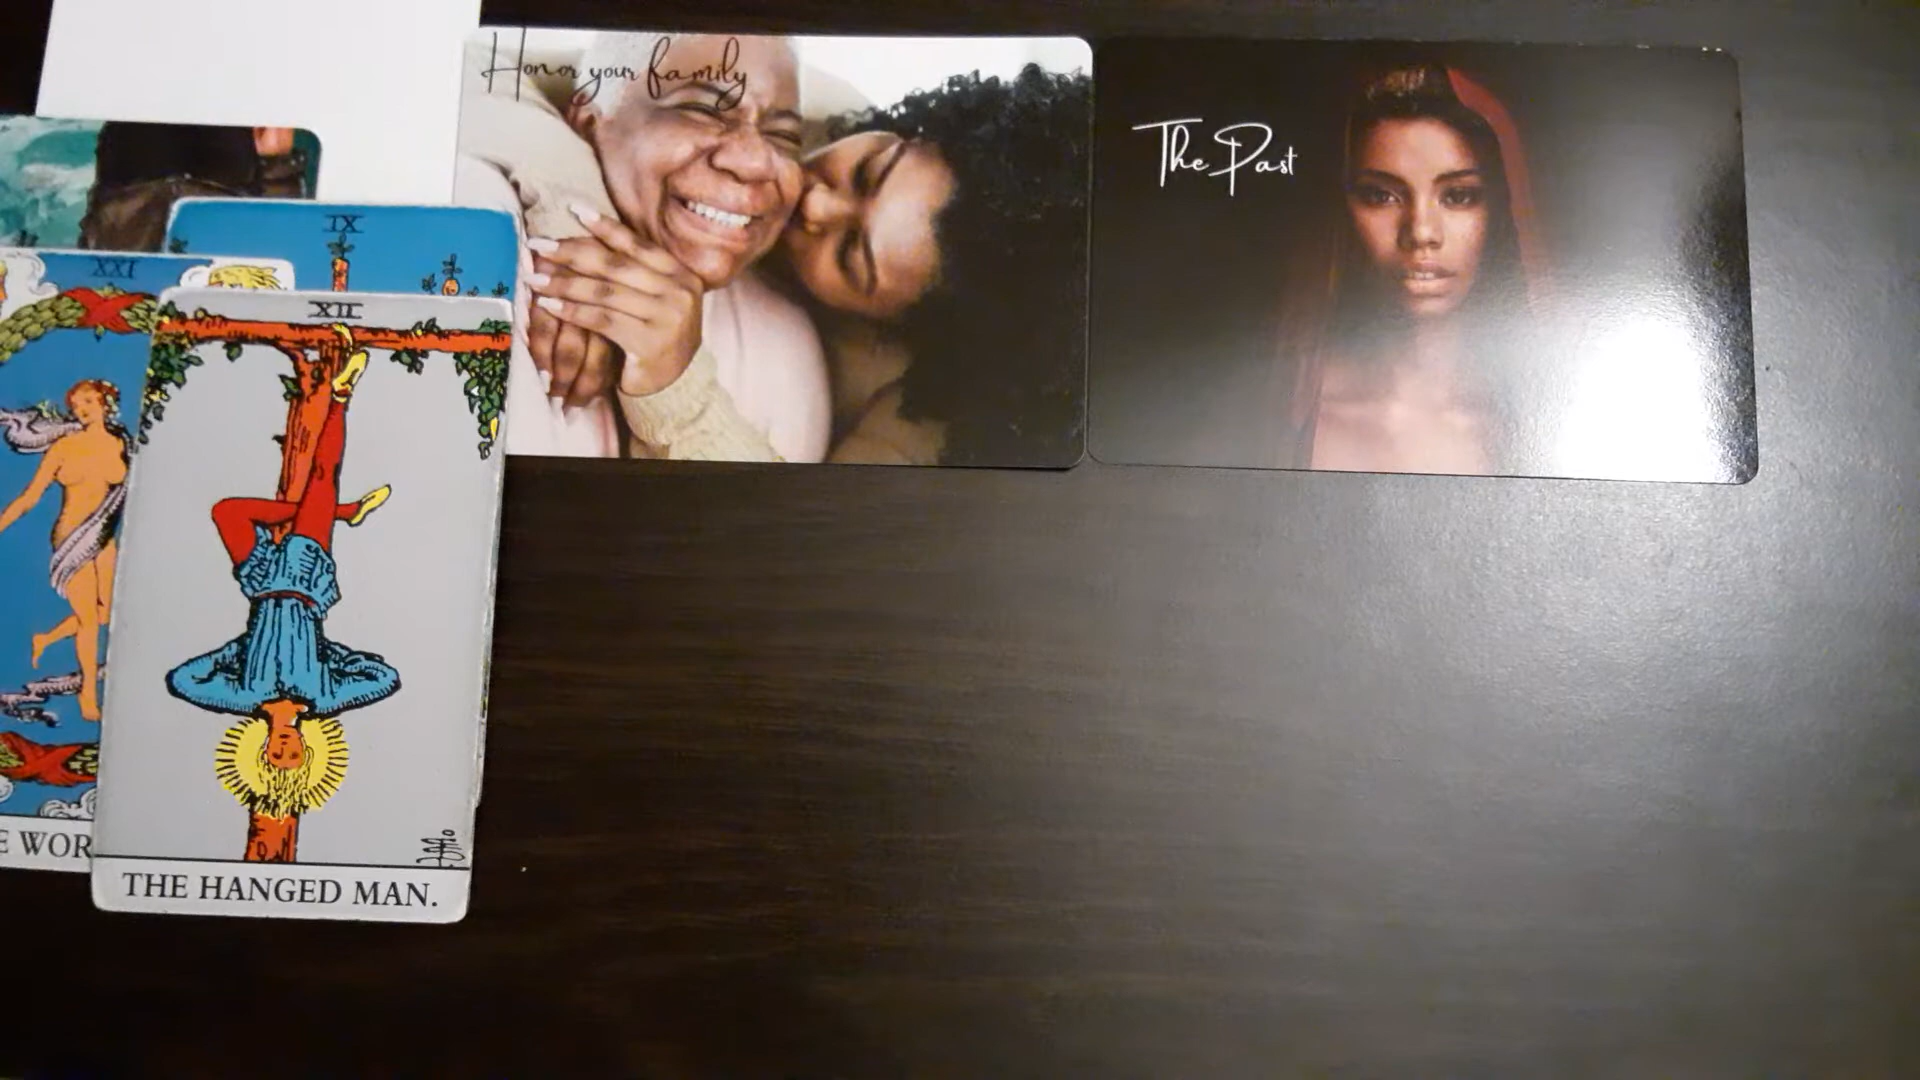 Honor your family
The Past
IX
XXI
XII
E WOR
THE HANGED MAN.